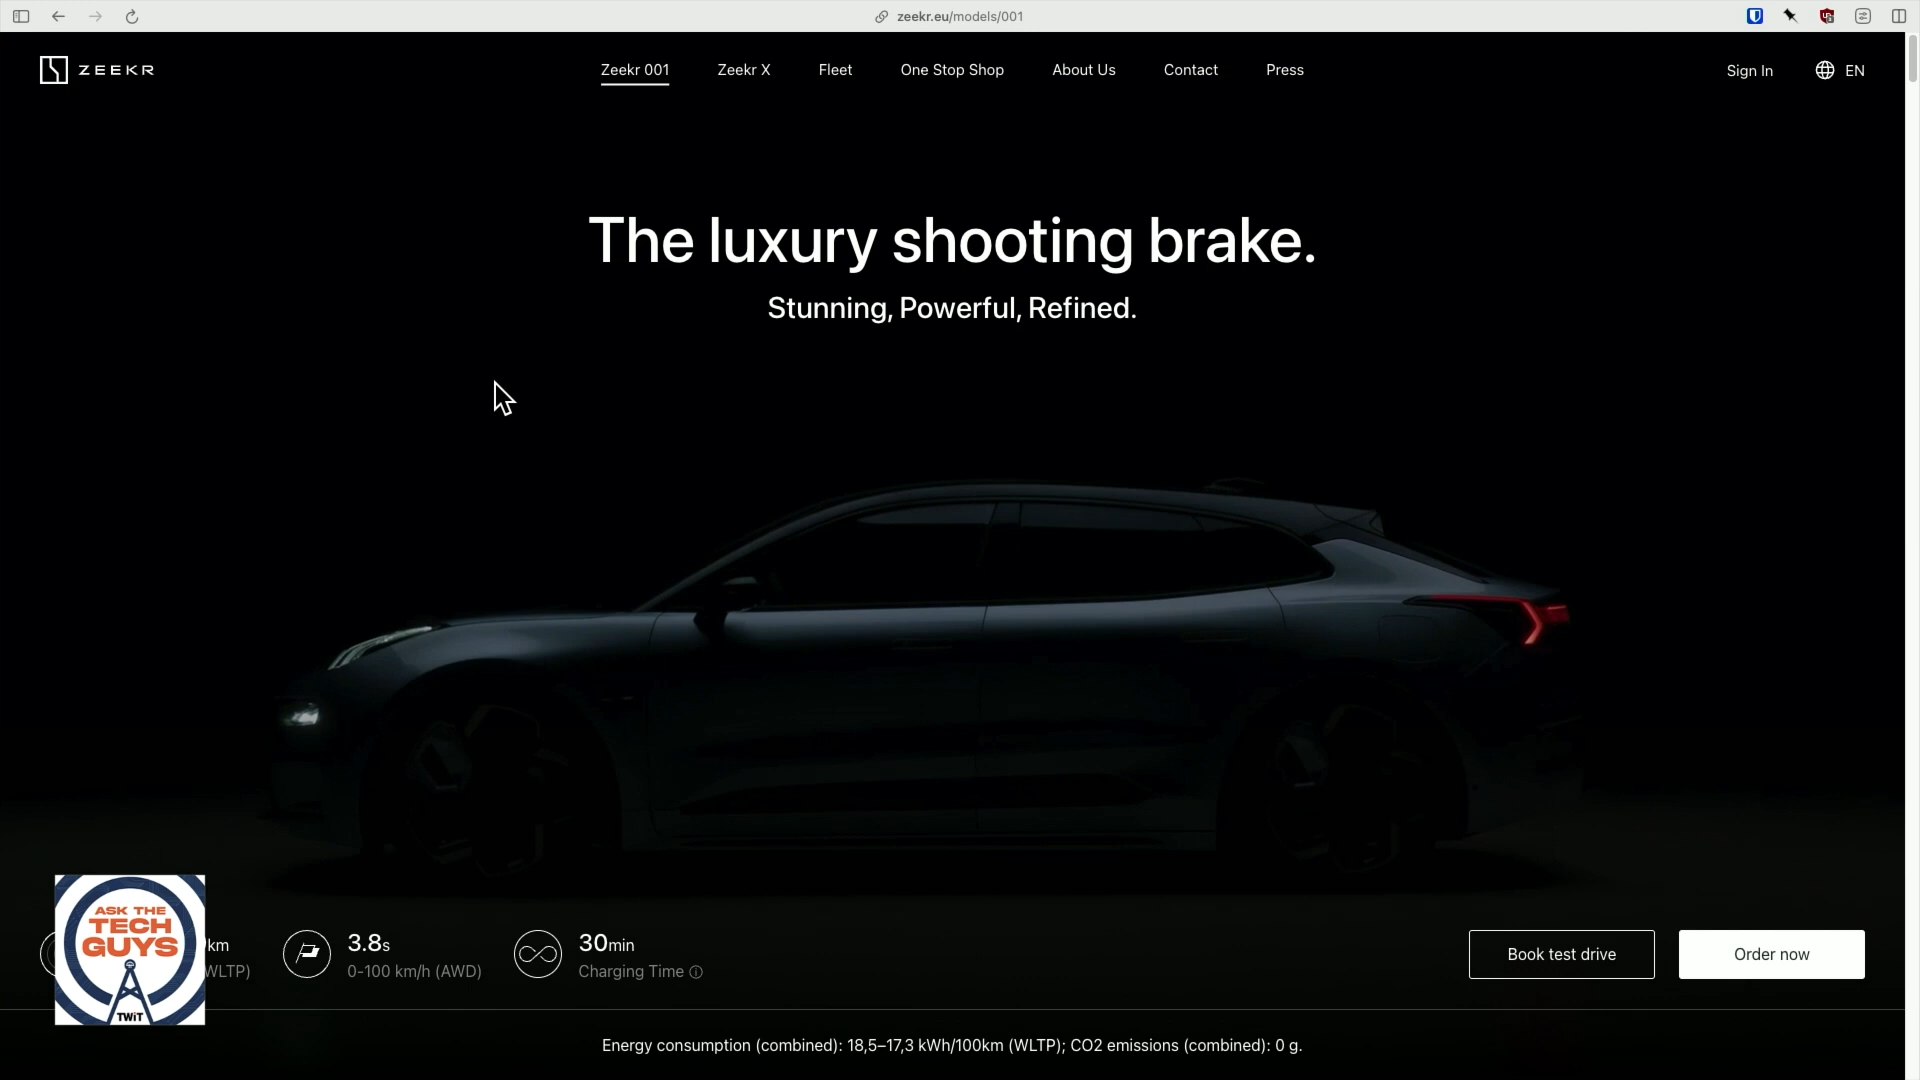 zeekr.eu/models/001
ZEEKR
Zeekr 001
Zeekr X
Fleet
One Stop Shop
About Us
Contact
Press
Sign In
EN
The luxury shooting brake.
Stunning, Powerful, Refined.
ASK THE
TECH
GUYS
TWiT
km
WLTP)
3.8s
0-100 km/h (AWD)
30min
Charging Time
Book test drive
Order now
Energy consumption (combined): 18,5–17,3 kWh/100km (WLTP); CO2 emissions (combined): 0 g.